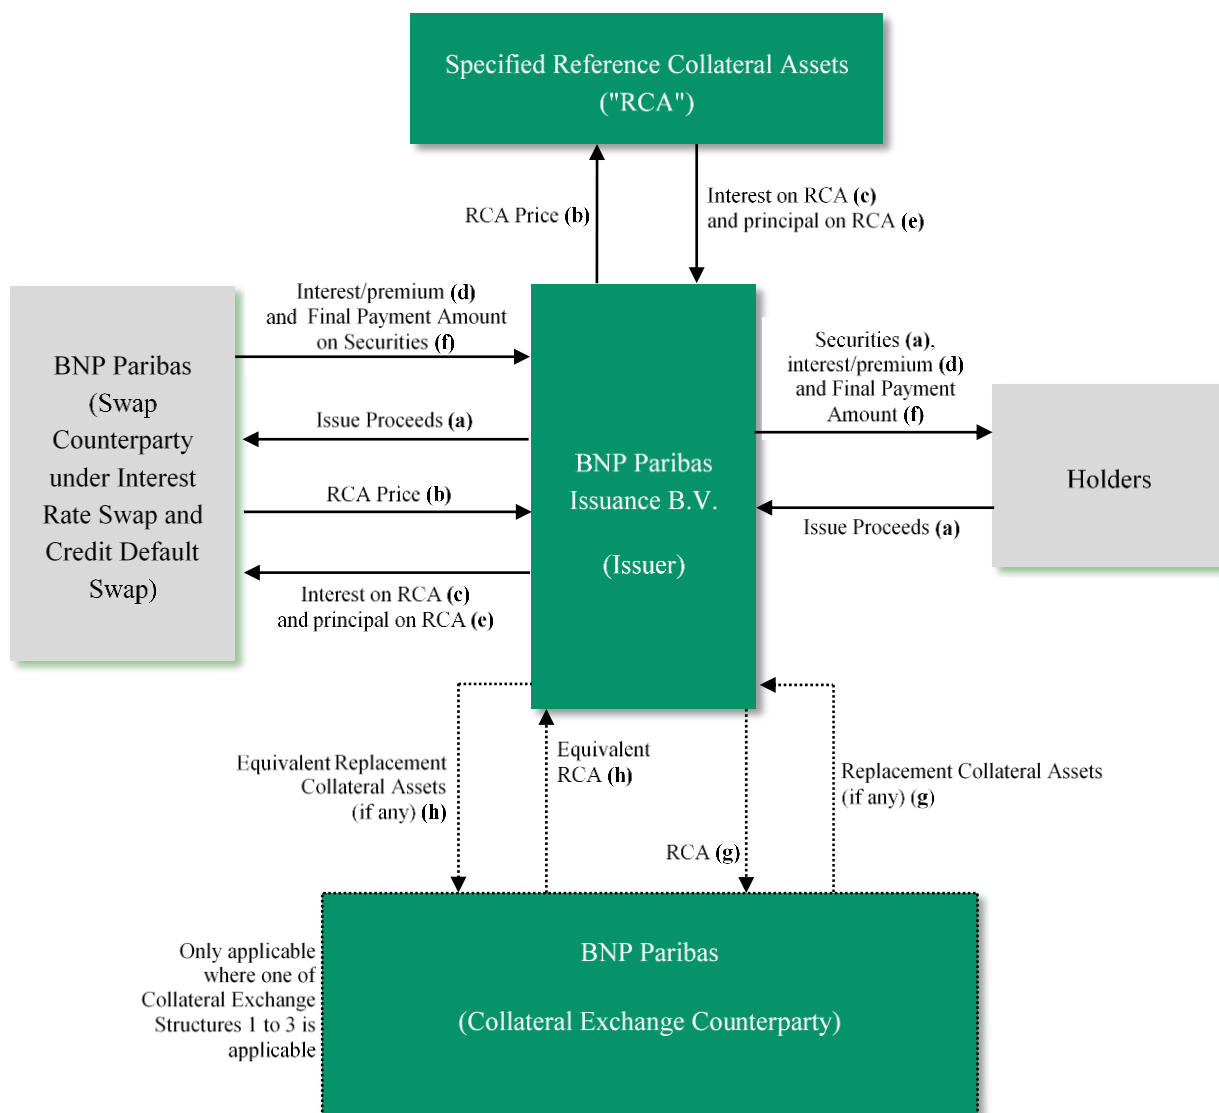 Specified Reference Collateral Assets
("RCA")
RCA Price (b)
Interest on RCA (c)
and principal on RCA (e)
Interest/premium (d)
and Final Payment Amount
on Securities (f)
Issue Proceeds (a)
RCA Price (b)
Interest on RCA (c)
and principal on RCA (e)
BNP Paribas
(Swap
Counterparty
under Interest
Rate Swap and
Credit Default
Swap)
BNP Paribas
Issuance B.V.
(Issuer)
Securities (a),
interest/premium (d)
and Final Payment
Amount (f)
Issue Proceeds (a)
Holders
Equivalent Replacement
Collateral Assets
(if any) (h)
Equivalent
RCA (h)
RCA (g)
Replacement Collateral Assets
(if any) (g)
Only applicable
where one of
Collateral Exchange
Structures 1 to 3 is
applicable
BNP Paribas
(Collateral Exchange Counterparty)